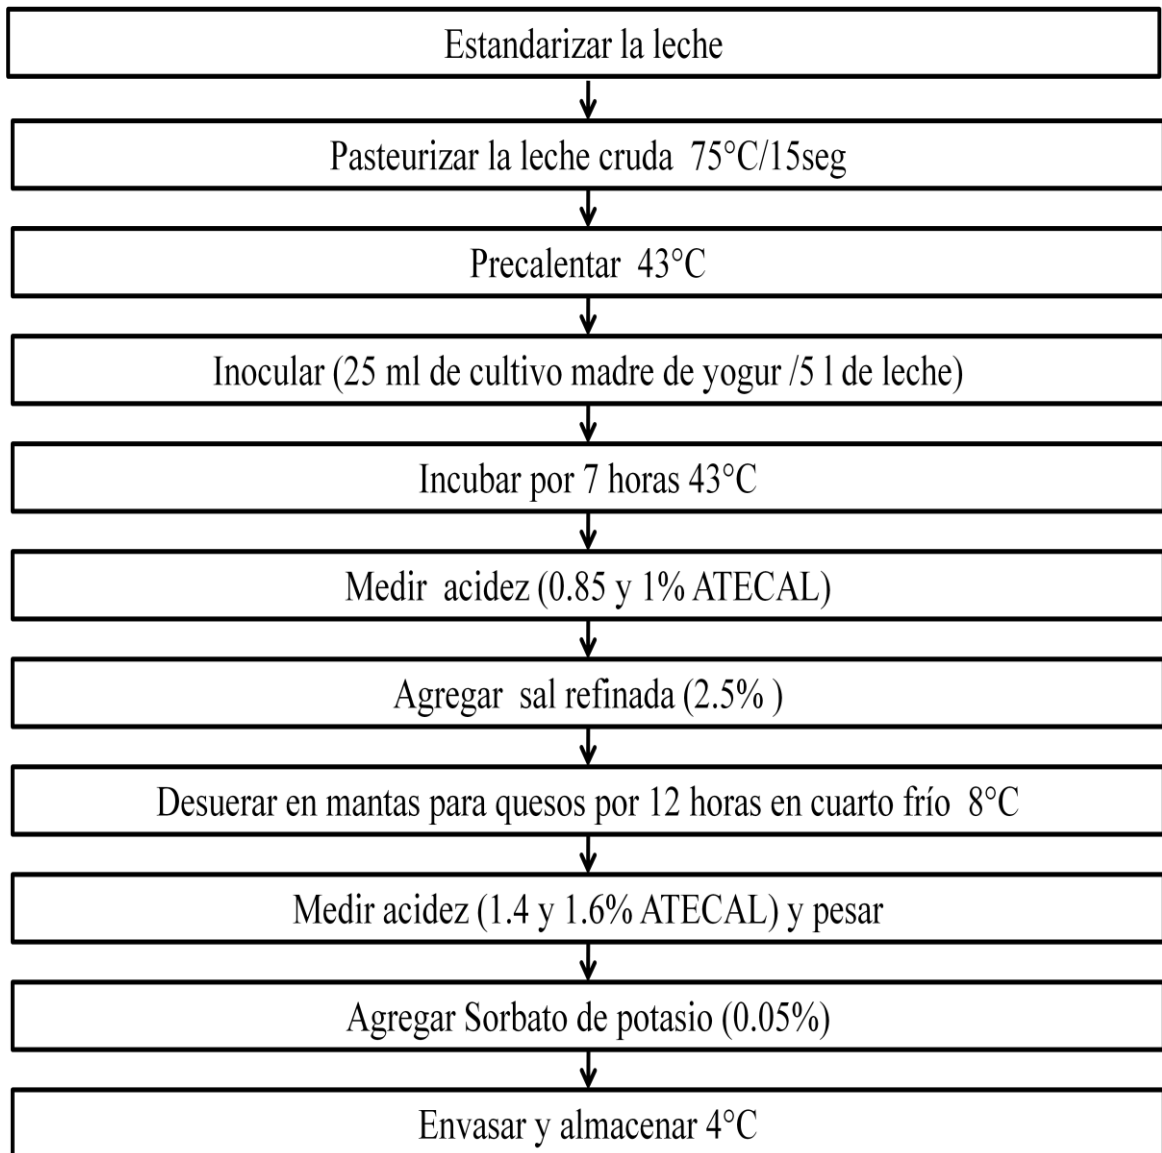 Estandarizar la leche
Pasteurizar la leche cruda  75°C/15seg
Precalentar  43°C
Inocular (25 ml de cultivo madre de yogur /5 l de leche)
Incubar por 7 horas 43°C
Medir  acidez (0.85 y 1% ATECAL)
Agregar  sal refinada (2.5% )
Desuerar en mantas para quesos por 12 horas en cuarto frío  8°C
Medir acidez (1.4 y 1.6% ATECAL) y pesar
Agregar Sorbato de potasio (0.05%)
Envasar y almacenar 4°C